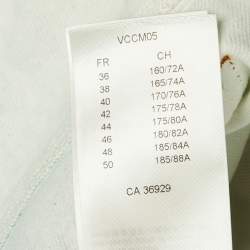 VCCM05
FR CH
36 160/72A
38 165/74A
40 170/76A
42 175/78A
44 175/80A
46 180/82A
48 185/84A
50 185/88A
CA 36929